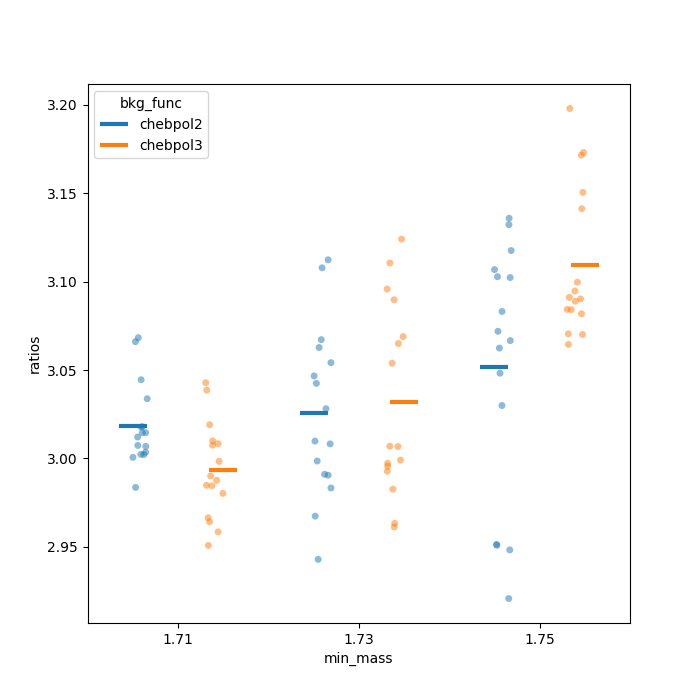 bkg_func
chebpol2
chebpol3
3.20
3.15
3.10
3.05
3.00
2.95
ratios
1.71
1.73
1.75
min_mass